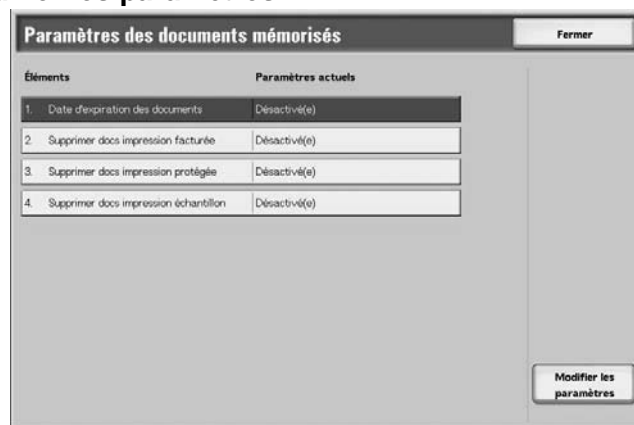 Paramètres des documents mémorisés
Fermer
Éléments Paramètres actuels
1. Date d'expiration des documents Désactivé(e)
2. Supprimer docs impression facturée Désactivé(e)
3. Supprimer docs impression protégée Désactivé(e)
4. Supprimer docs impression échantillon Désactivé(e)
Modifier les
paramètres